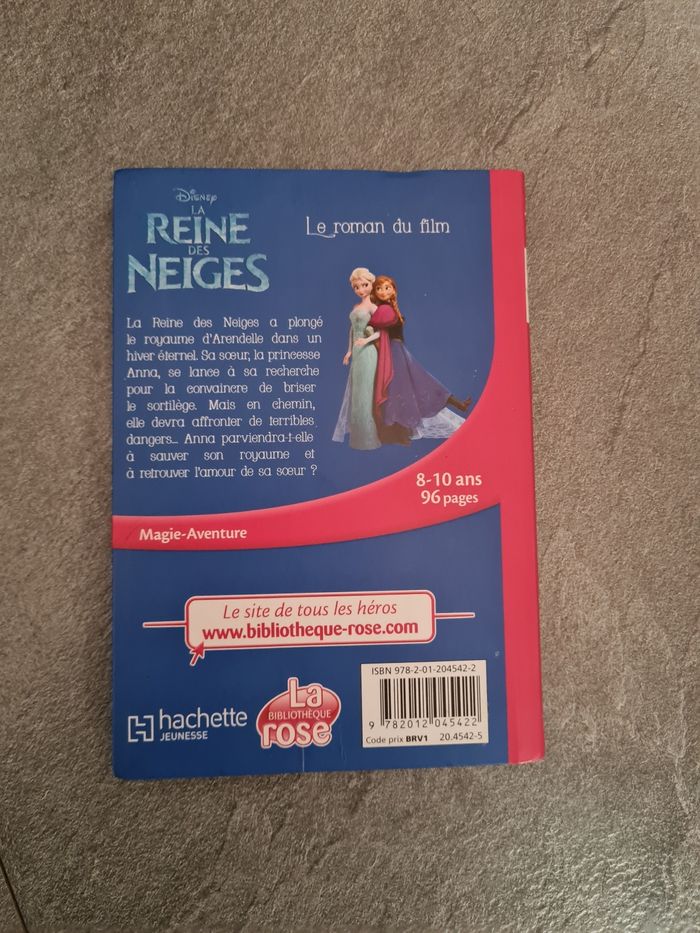 Disney
LA
REINE
DES
NEIGES
Le roman du film
La Reine des Neiges a plongé
le royaume d'Arendelle dans un
hiver éternel. Sa sœur, la princesse
Anna, se lance à sa recherche
pour la convaincre de briser
le sortilège. Mais en chemin,
elle devra affronter de terribles
dangers... Anna parviendra-t-elle
à sauver son royaume et
à retrouver l'amour de sa sœur ?
8-10 ans
96 pages
Magie-Aventure
Le site de tous les héros
www.bibliotheque-rose.com
hachette
JEUNESSE
La
BIBLIOTHÈQUE
rose
ISBN 978-2-01-204542-2
9 782012 045422
Code prix BRV1 20.4542-5